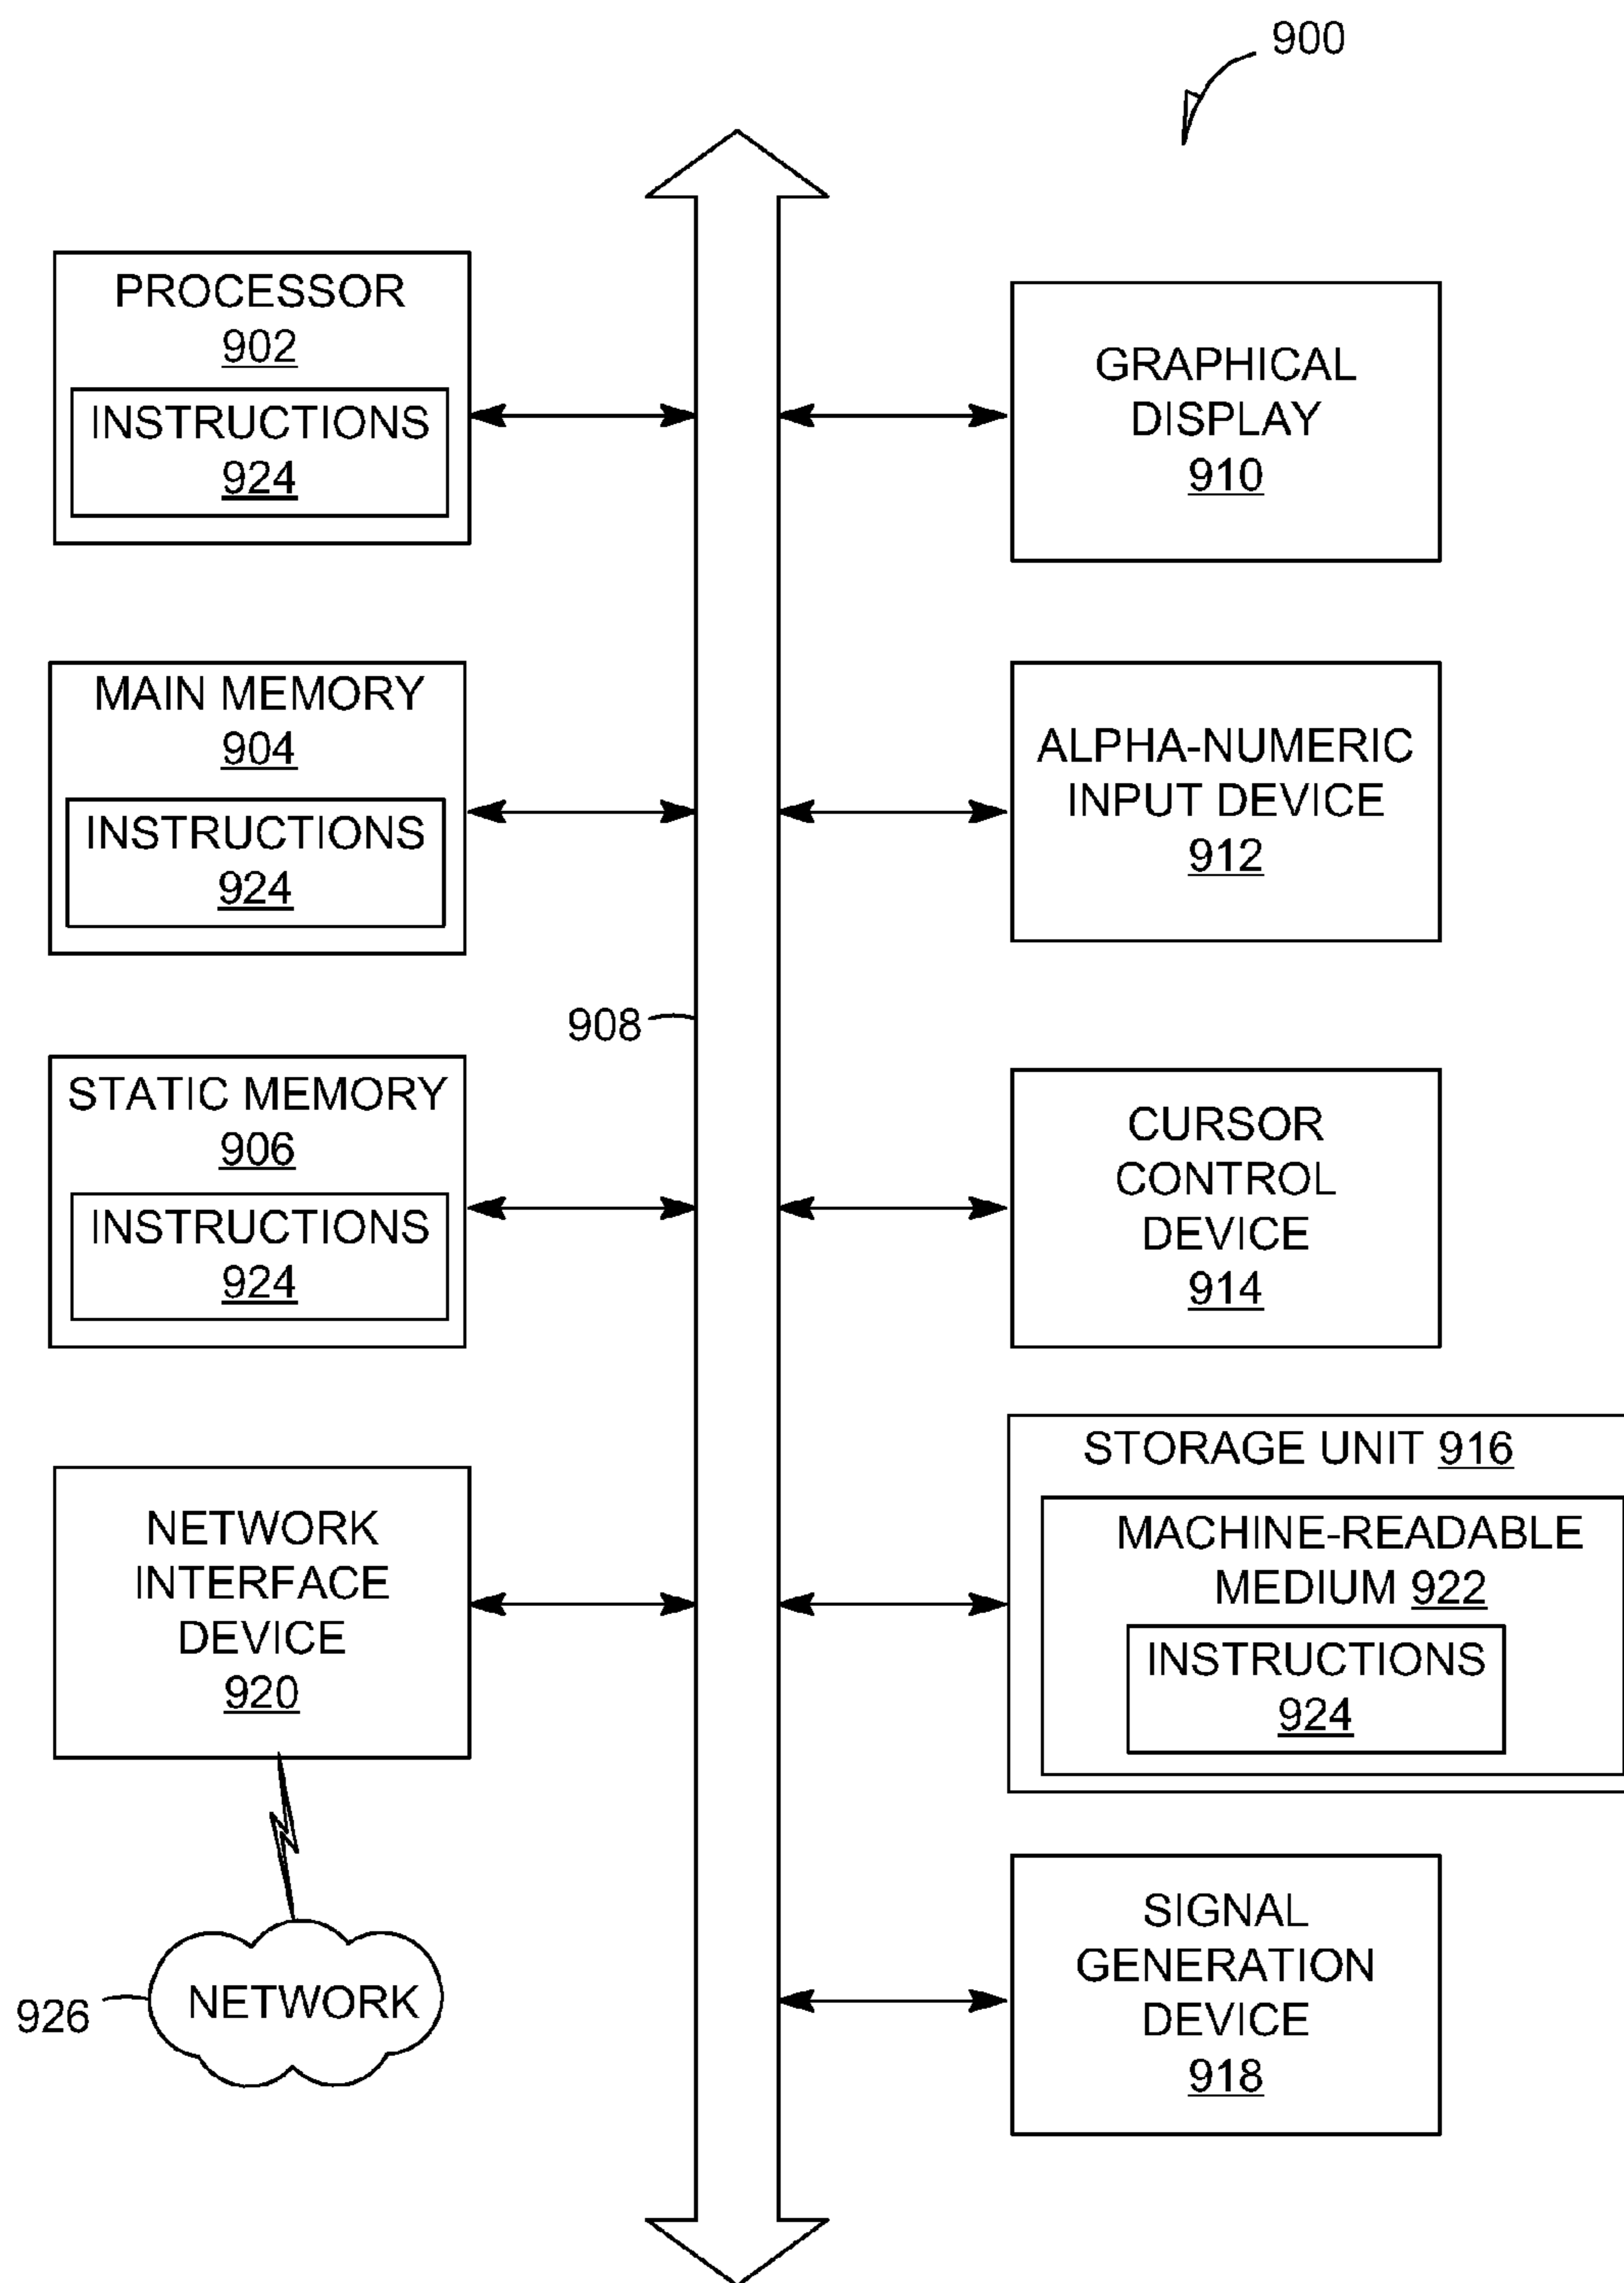 900
PROCESSOR
902
INSTRUCTIONS
924
MAIN MEMORY
904
INSTRUCTIONS
924
908
STATIC MEMORY
906
INSTRUCTIONS
924
NETWORK
INTERFACE
DEVICE
920
926
NETWORK
GRAPHICAL
DISPLAY
910
ALPHA-NUMERIC
INPUT DEVICE
912
CURSOR
CONTROL
DEVICE
914
STORAGE UNIT 916
MACHINE-READABLE
MEDIUM 922
INSTRUCTIONS
924
SIGNAL
GENERATION
DEVICE
918